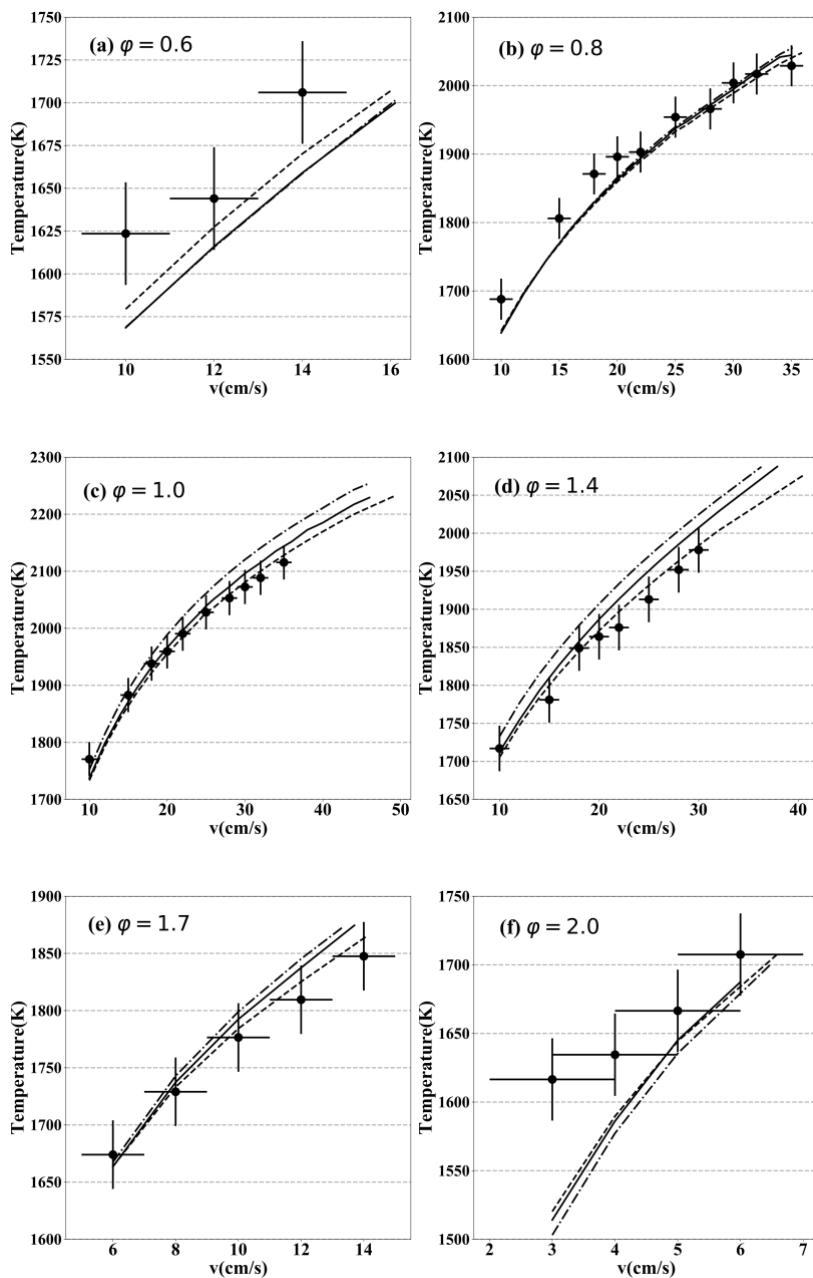 (a) φ = 0.6
Temperature(K)
1750
1725
1700
1675
1650
1625
1600
1575
1550
10 12 14 16
v(cm/s)
(b) φ = 0.8
Temperature(K)
2100
2000
1900
1800
1700
1600
10 15 20 25 30 35
v(cm/s)
(c) φ = 1.0
Temperature(K)
2300
2200
2100
2000
1900
1800
1700
10 20 30 40 50
v(cm/s)
(d) φ = 1.4
Temperature(K)
2100
2050
2000
1950
1900
1850
1800
1750
1700
1650
10 20 30 40
v(cm/s)
(e) φ = 1.7
Temperature(K)
1900
1850
1800
1750
1700
1650
1600
6 8 10 12 14
v(cm/s)
(f) φ = 2.0
Temperature(K)
1750
1700
1650
1600
1550
1500
2 3 4 5 6 7
v(cm/s)